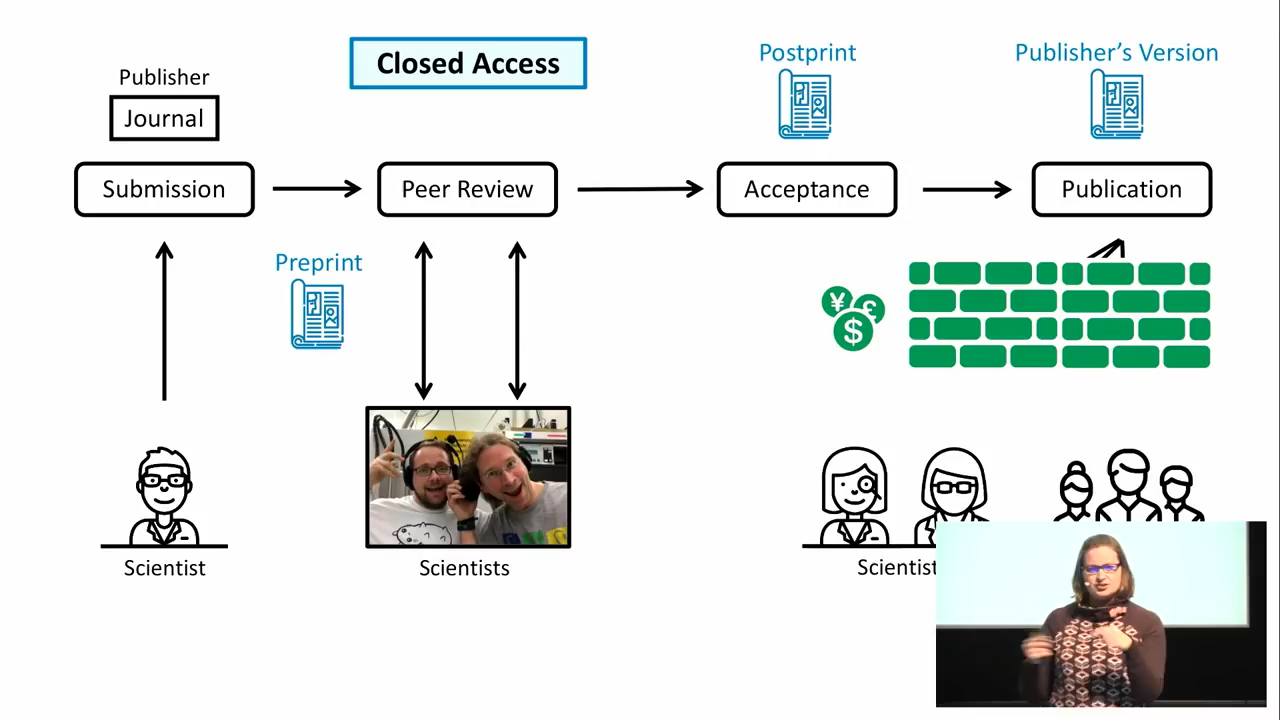 Closed Access
Postprint
Publisher's Version
Publisher
Journal
Submission
Peer Review
Acceptance
Publication
Preprint
¥
£
$
Scientist
Scientists
Scientist